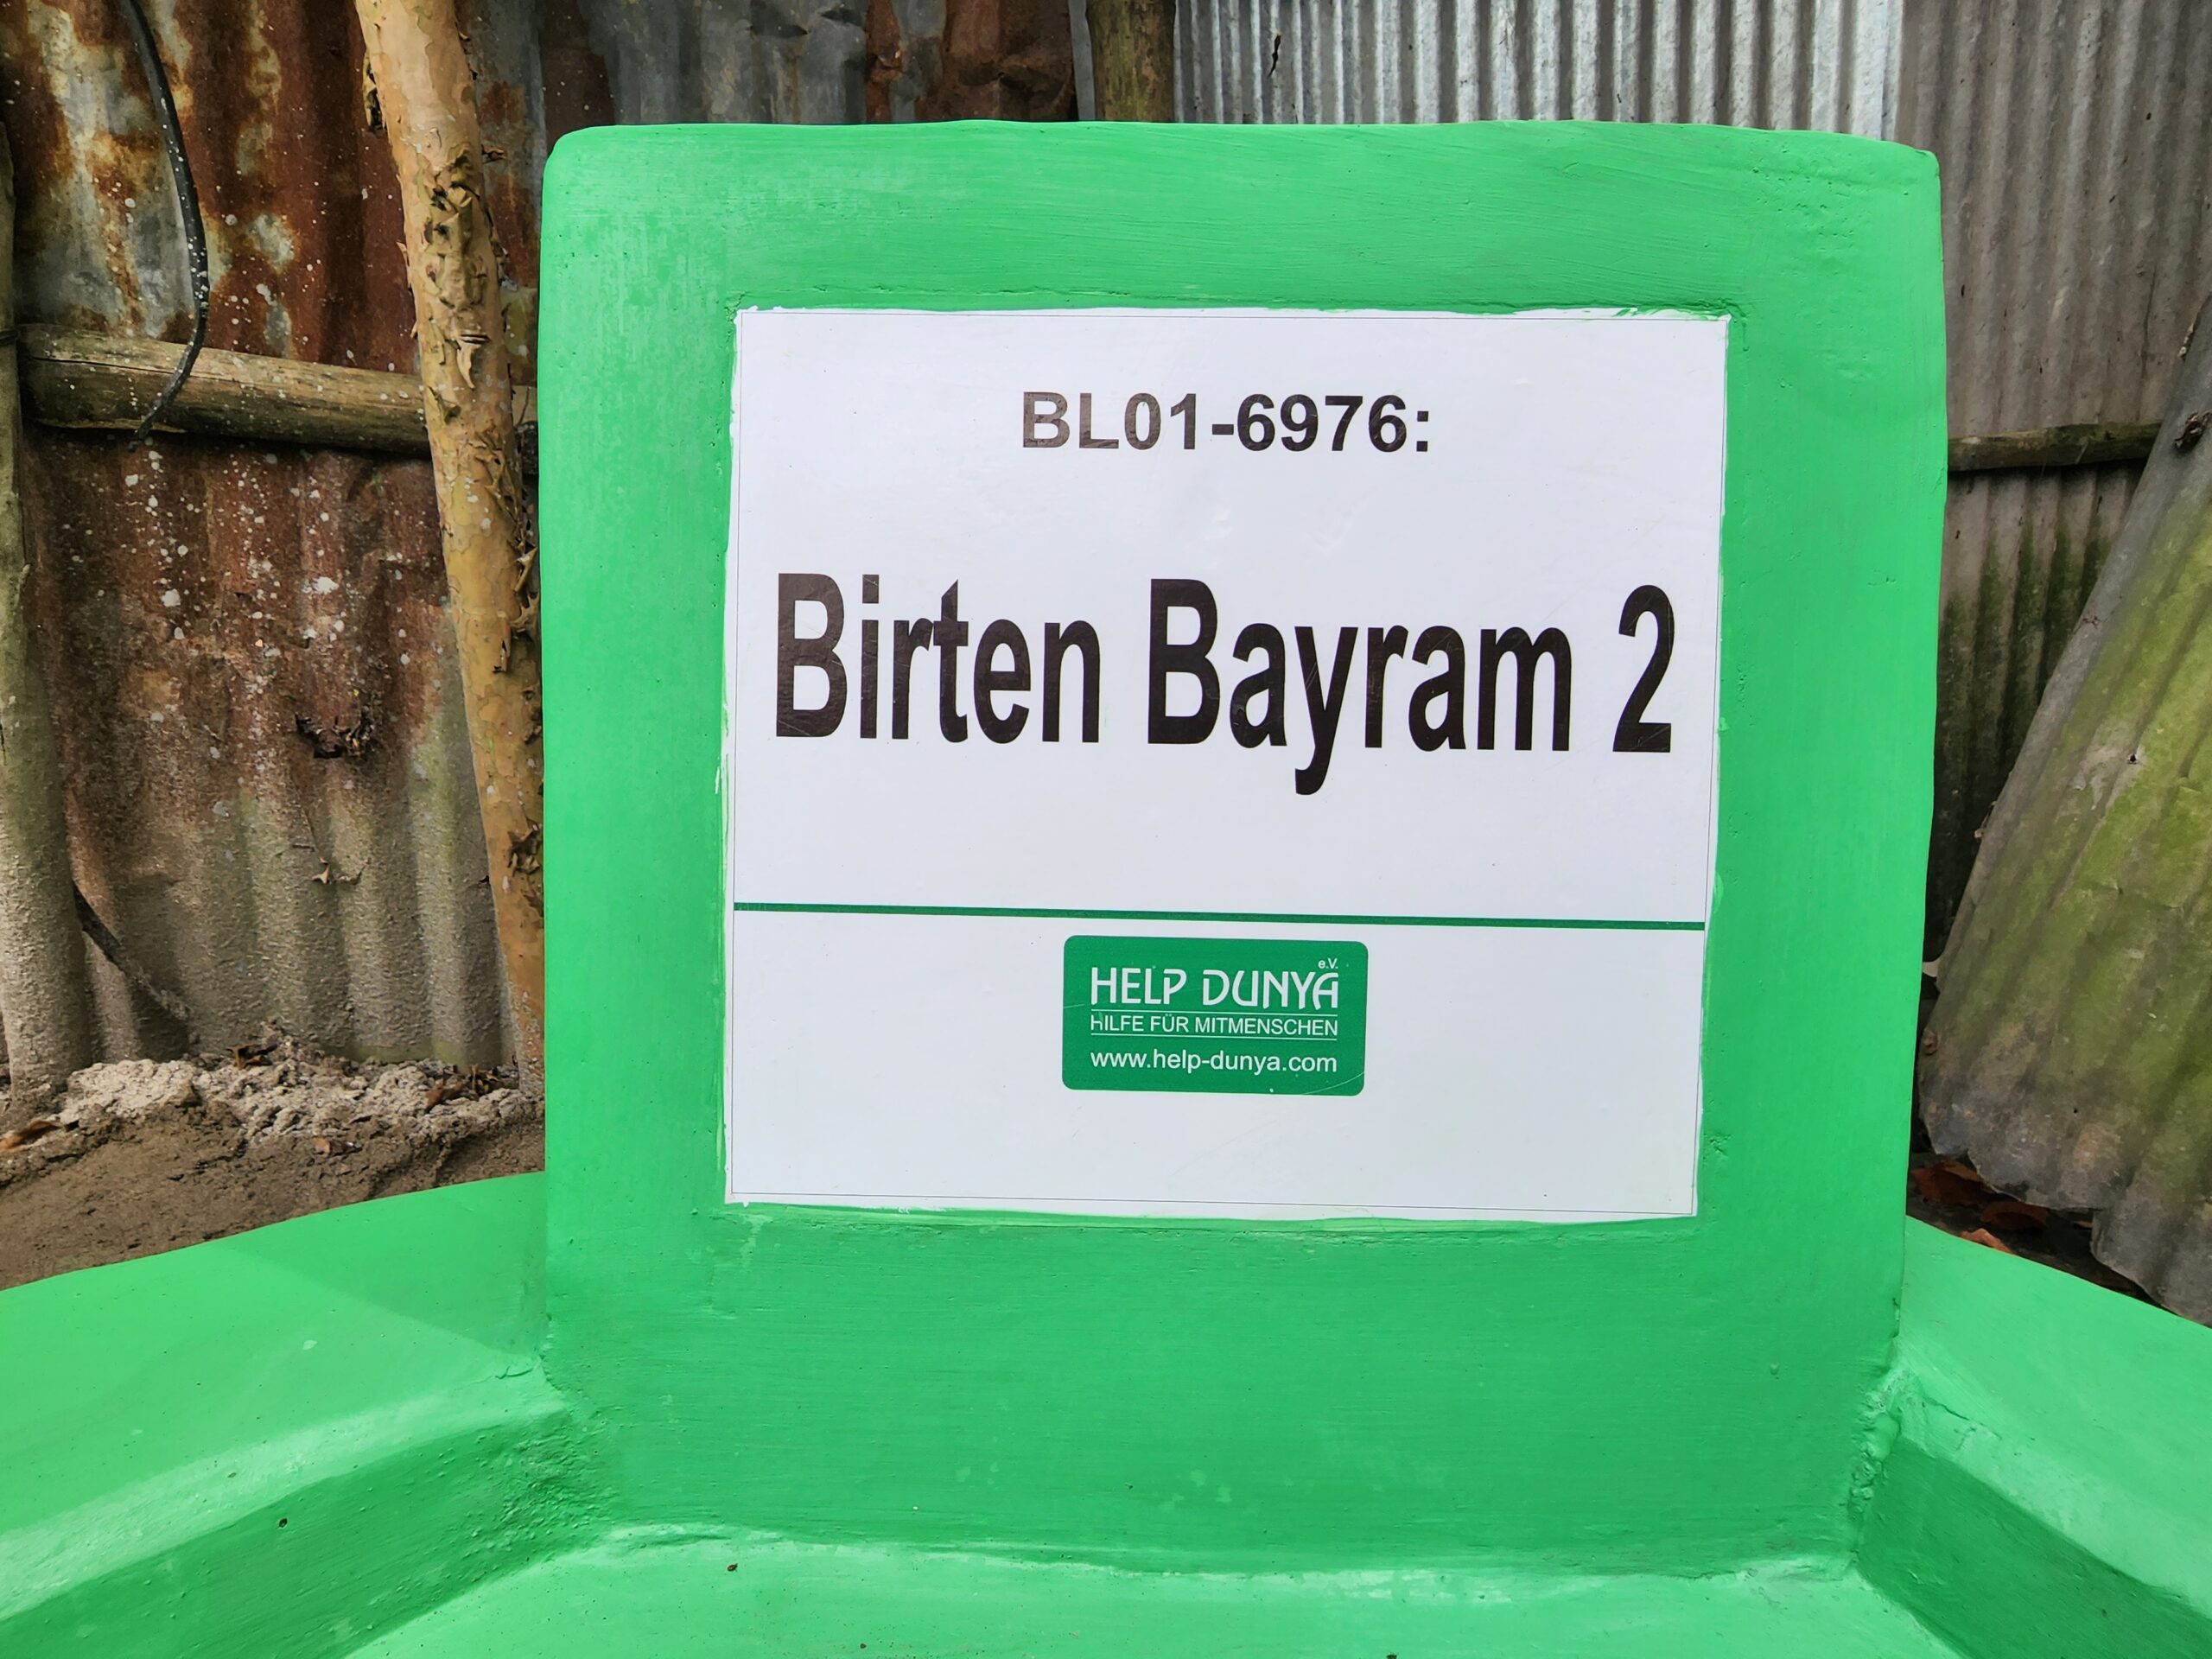 BL01-6976:
Birten Bayram 2
HELP DUNYA e.V.
HILFE FÜR MITMENSCHEN
www.help-dunya.com